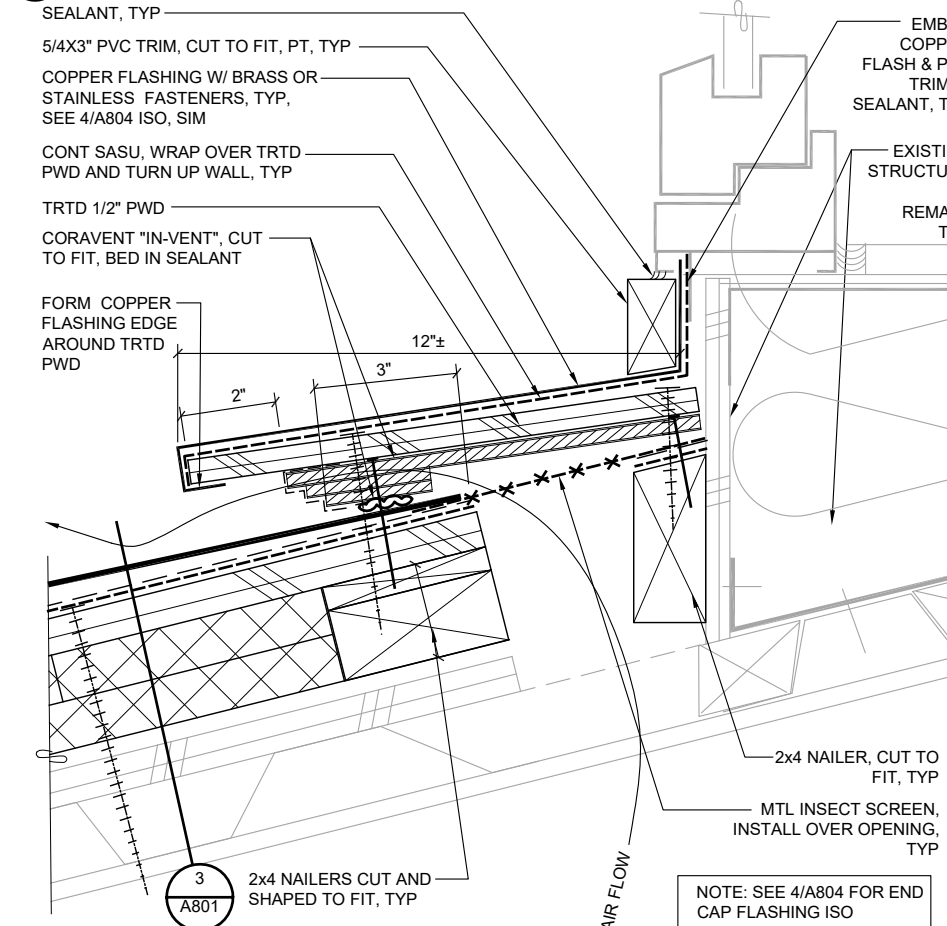 SEALANT, TYP
5/4X3" PVC TRIM, CUT TO FIT, PT, TYP
COPPER FLASHING W/ BRASS OR
STAINLESS FASTENERS, TYP,
SEE 4/A804 ISO, SIM
CONT SASU, WRAP OVER TRTD
PWD AND TURN UP WALL, TYP
TRTD 1/2" PWD
CORAVENT "IN-VENT", CUT
TO FIT, BED IN SEALANT
FORM COPPER
FLASHING EDGE
AROUND TRTD
PWD
12"±
3"
2"
EMB
COPP
FLASH & P
TRIM
SEALANT, T
EXISTI
STRUCTU
REMA
T
2x4 NAILER, CUT TO
FIT, TYP
MTL INSECT SCREEN,
INSTALL OVER OPENING,
TYP
3
A801
2x4 NAILERS CUT AND
SHAPED TO FIT, TYP
AIR FLOW
NOTE: SEE 4/A804 FOR END
CAP FLASHING ISO